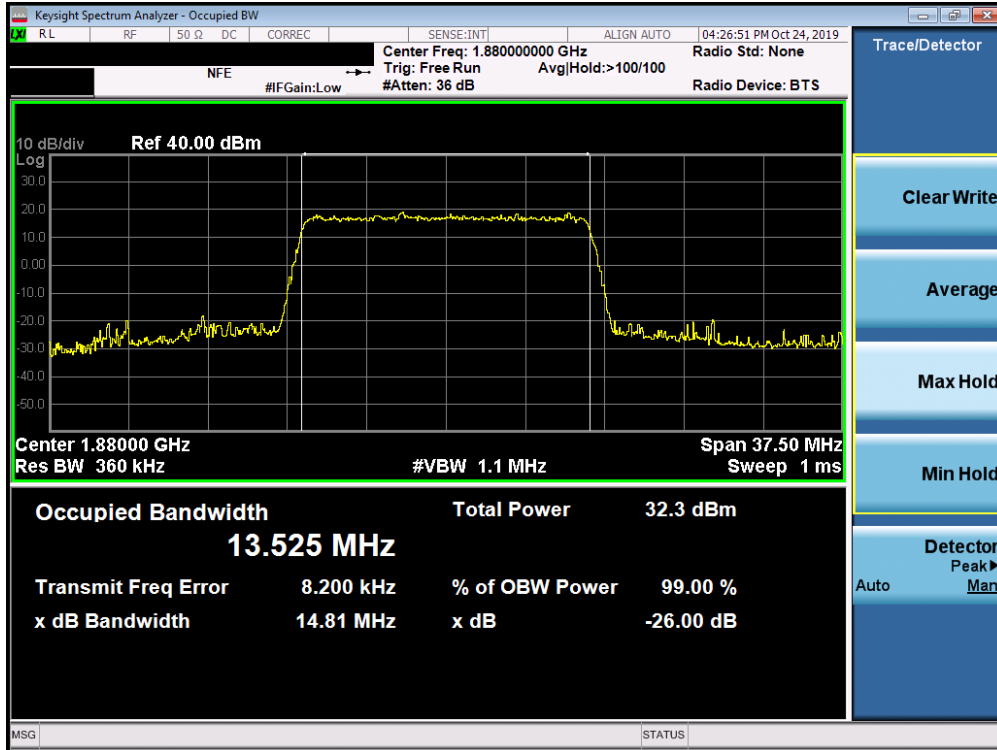 Keysight Spectrum Analyzer - Occupied BW
LXI RL RF 50 Ω DC CORREC SENSE:INT ALIGN AUTO 04:26:51 PM Oct 24, 2019
Center Freq: 1.880000000 GHz Radio Std: None
NFE Trig: Free Run Avg|Hold:>100/100
#IFGain:Low #Atten: 36 dB Radio Device: BTS
Trace/Detector
10 dB/div Ref 40.00 dBm
Log
30.0
20.0
10.0
0.00
-10.0
-20.0
-30.0
-40.0
-50.0
Center 1.88000 GHz Span 37.50 MHz
Res BW 360 kHz #VBW 1.1 MHz Sweep 1 ms
Occupied Bandwidth Total Power 32.3 dBm
13.525 MHz
Transmit Freq Error 8.200 kHz % of OBW Power 99.00 %
x dB Bandwidth 14.81 MHz x dB -26.00 dB
Clear Write
Average
Max Hold
Min Hold
Detector
Peak▶
Auto Man
MSG STATUS